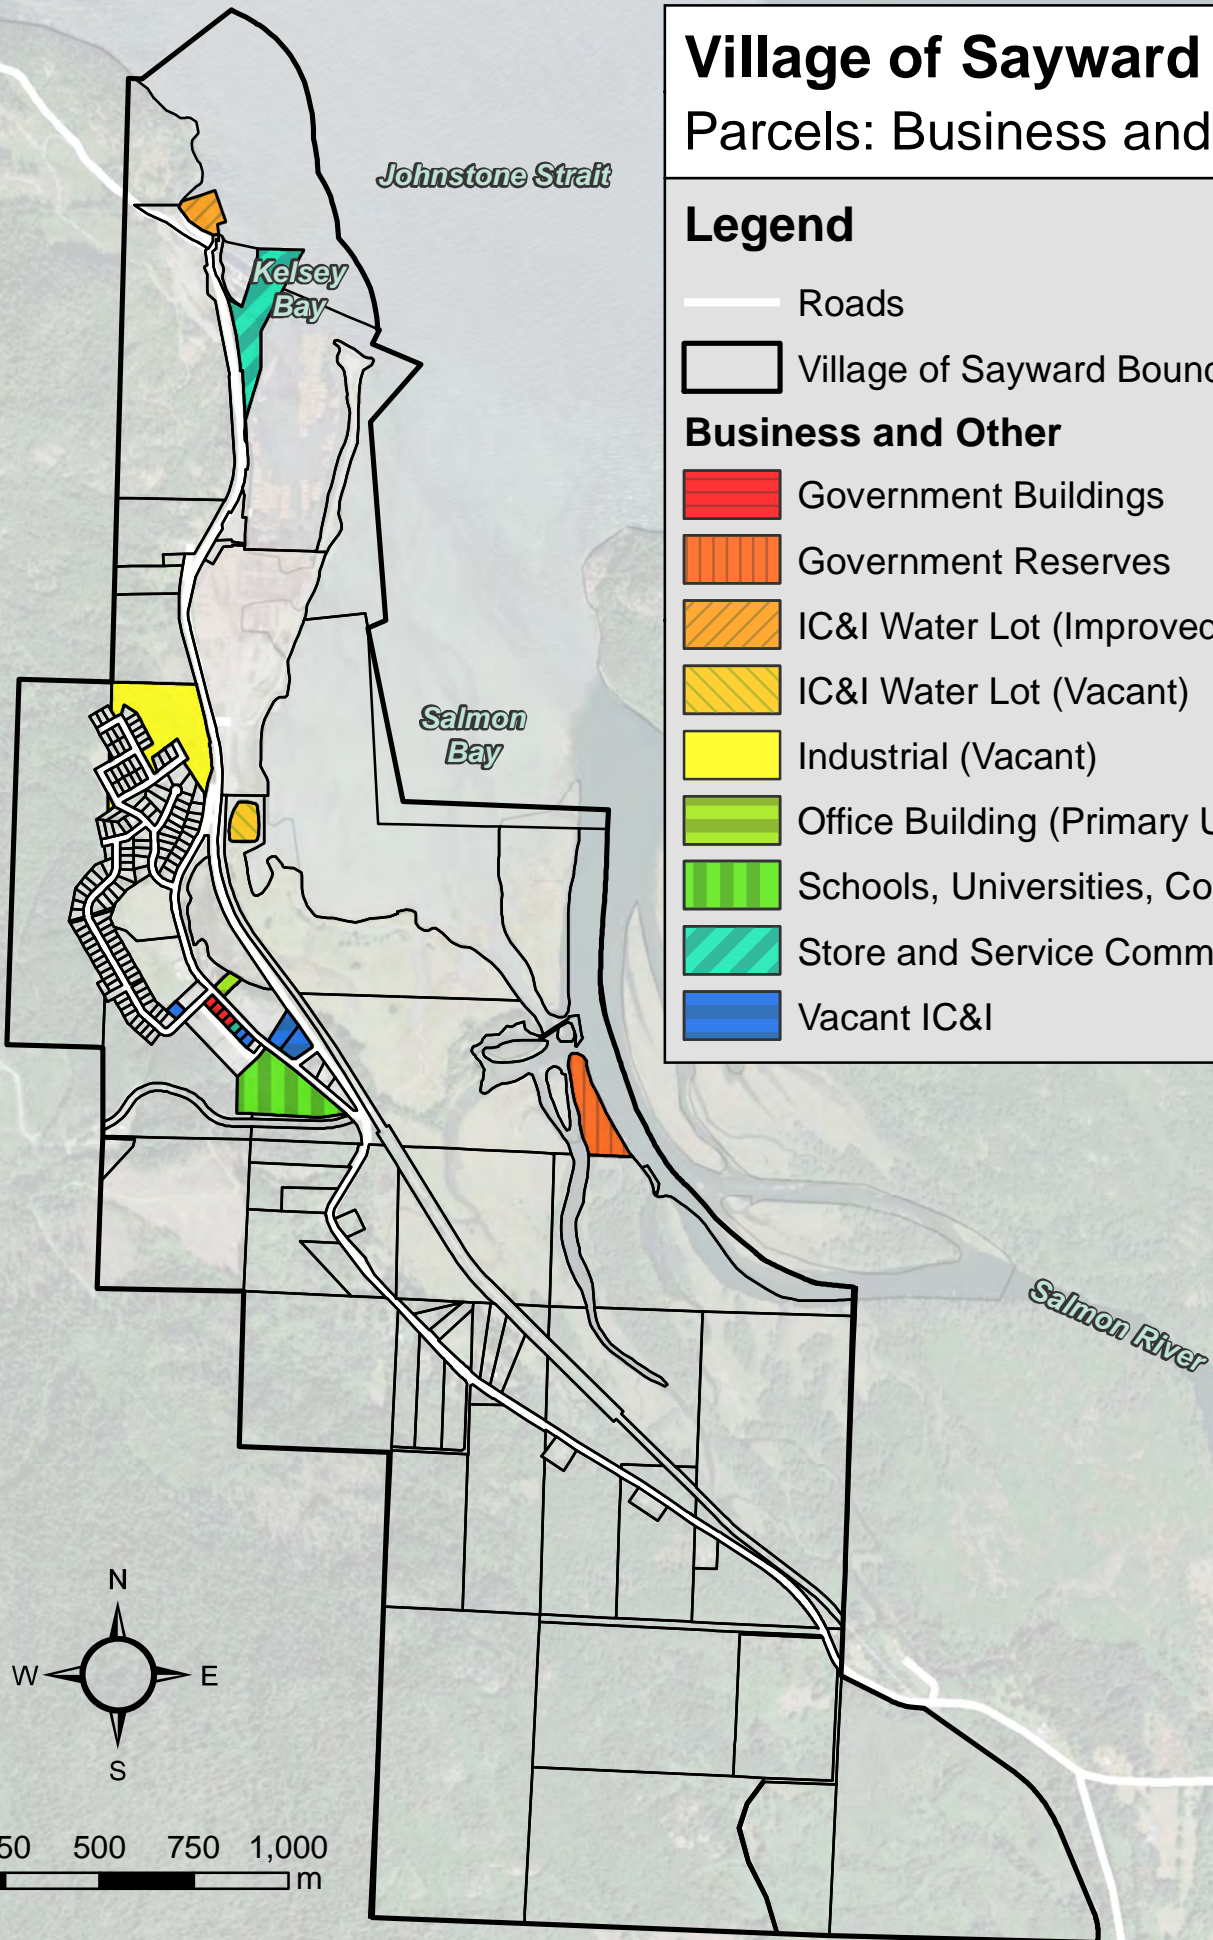 Village of Sayward
Parcels: Business and
Legend
Roads
Village of Sayward Bound
Business and Other
Government Buildings
Government Reserves
IC&I Water Lot (Improved
IC&I Water Lot (Vacant)
Industrial (Vacant)
Office Building (Primary U
Schools, Universities, Co
Store and Service Comm
Vacant IC&I
Johnstone Strait
Kelsey
Bay
Salmon
Bay
Salmon River
N
W E
S
50 500 750 1,000
m